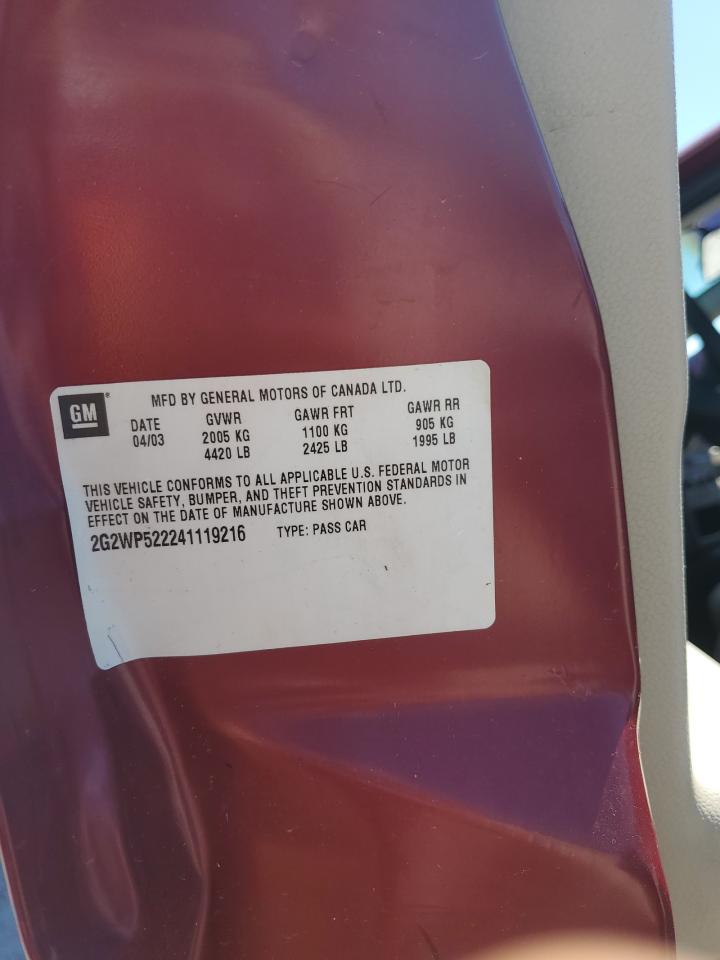 GM® MFD BY GENERAL MOTORS OF CANADA LTD.
DATE GVWR GAWR FRT GAWR RR
04/03 2005 KG 1100 KG 905 KG
4420 LB 2425 LB 1995 LB
THIS VEHICLE CONFORMS TO ALL APPLICABLE U.S. FEDERAL MOTOR
VEHICLE SAFETY, BUMPER, AND THEFT PREVENTION STANDARDS IN
EFFECT ON THE DATE OF MANUFACTURE SHOWN ABOVE.
2G2WP522241119216 TYPE: PASS CAR